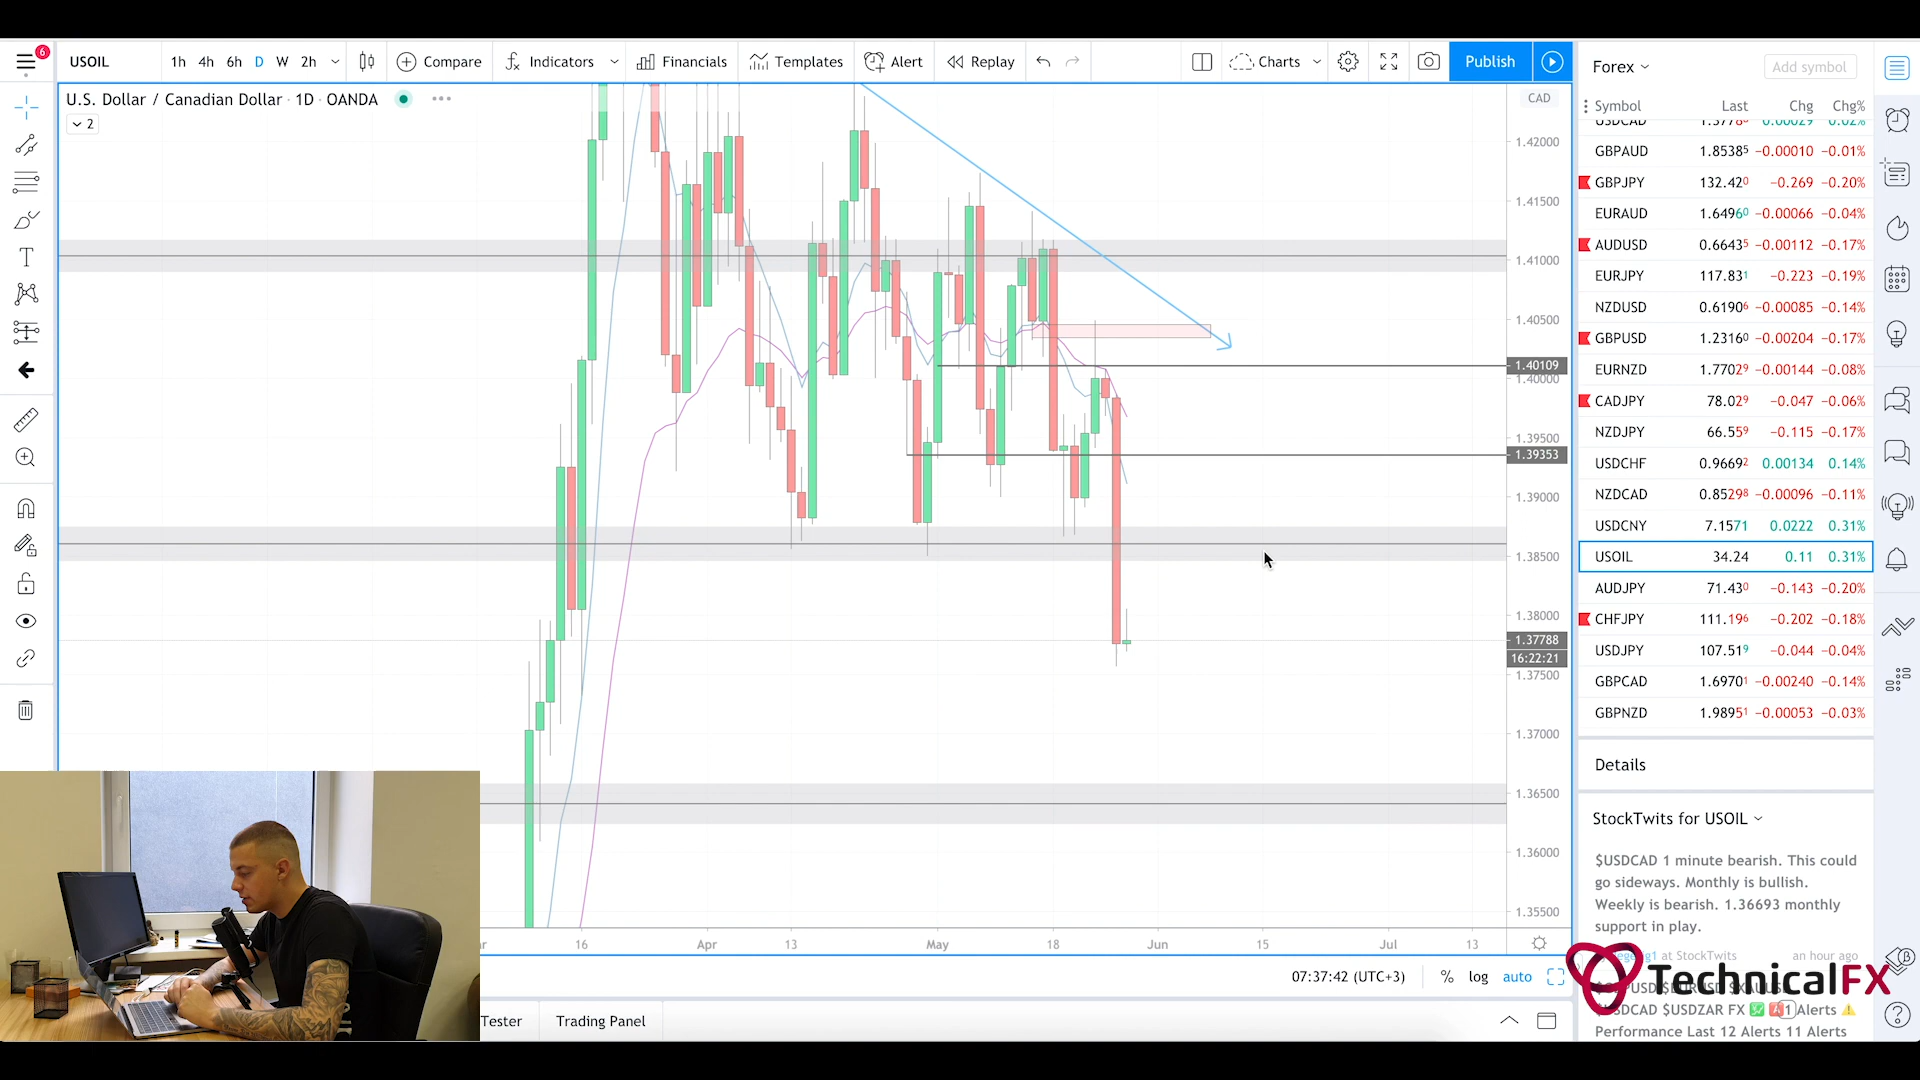 6
USOIL 1h 4h 6h D W 2h Compare Indicators Financials Templates Alert Replay Charts Publish
U.S. Dollar / Canadian Dollar · 1D · OANDA
2
CAD
1.42000
1.41500
1.41000
1.40500
1.40109
1.40000
1.39500
1.39353
1.39000
1.38500
1.38000
1.37788
16:22:21
1.37500
1.37000
1.36500
1.36000
1.35500
16 Apr 13 May 18 Jun 15 Jul 13
07:37:42 (UTC+3) % log auto
Tester Trading Panel
Forex Add symbol
Symbol Last Chg Chg%
USDCAD 1.37788 0.00029 0.02%
GBPAUD 1.85385 −0.00010 −0.01%
GBPJPY 132.420 −0.269 −0.20%
EURAUD 1.64960 −0.00066 −0.04%
AUDUSD 0.66435 −0.00112 −0.17%
EURJPY 117.831 −0.223 −0.19%
NZDUSD 0.61906 −0.00085 −0.14%
GBPUSD 1.23160 −0.00204 −0.17%
EURNZD 1.77029 −0.00144 −0.08%
CADJPY 78.029 −0.047 −0.06%
NZDJPY 66.559 −0.115 −0.17%
USDCHF 0.96692 0.00134 0.14%
NZDCAD 0.85298 −0.00096 −0.11%
USDCNY 7.1571 0.0222 0.31%
USOIL 34.24 0.11 0.31%
AUDJPY 71.430 −0.143 −0.20%
CHFJPY 111.196 −0.202 −0.18%
USDJPY 107.519 −0.044 −0.04%
GBPCAD 1.69701 −0.00240 −0.14%
GBPNZD 1.98951 −0.00053 −0.03%
Details
StockTwits for USOIL
$USDCAD 1 minute bearish. This could
go sideways. Monthly is bullish.
Weekly is bearish. 1.36693 monthly
support in play.
at StockTwits an hour ago
TechnicalFX
$USDZAR FX Alerts
Performance Last 12 Alerts 11 Alerts